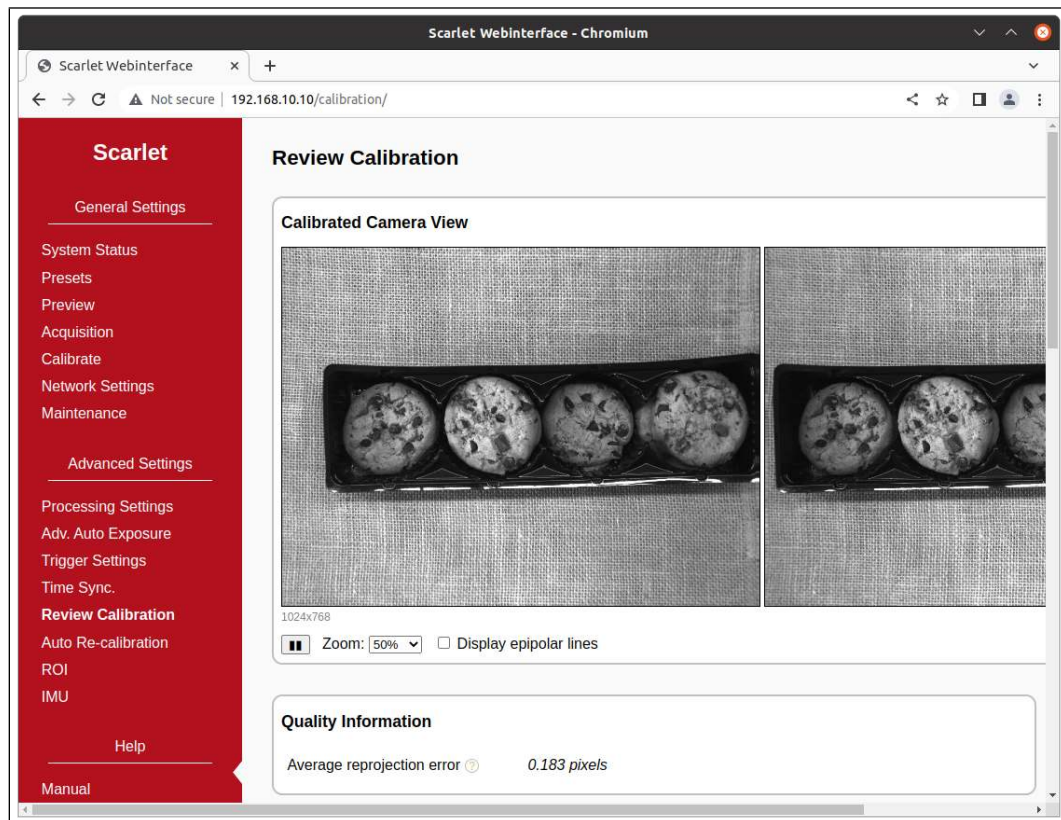 Scarlet Webinterface - Chromium
Scarlet Webinterface
Not secure | 192.168.10.10/calibration/
Scarlet
General Settings
System Status
Presets
Preview
Acquisition
Calibrate
Network Settings
Maintenance
Advanced Settings
Processing Settings
Adv. Auto Exposure
Trigger Settings
Time Sync.
Review Calibration
Auto Re-calibration
ROI
IMU
Help
Manual
Review Calibration
Calibrated Camera View
1024x768
Zoom: 50% Display epipolar lines
Quality Information
Average reprojection error ? 0.183 pixels